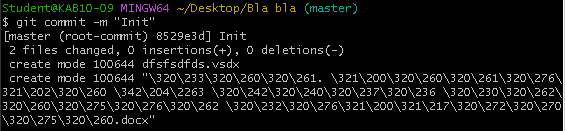 Student@KAB10-09 MINGW64 ~/Desktop/Bla bla (master)
$ git commit -m "Init"
[master (root-commit) 8529e3d] Init
 2 files changed, 0 insertions(+), 0 deletions(-)
 create mode 100644 dfsfsdfds.vsdx
 create mode 100644 "\320\233\320\260\320\261. \321\200\320\260\320\261\320\276\
321\202\320\260 \342\204\2263 \320\242\320\240\320\237\320\236 \320\230\320\262\
320\260\320\275\320\276\320\262 \320\232\320\276\321\200\321\217\320\272\320\270
\320\275\320\260.docx"